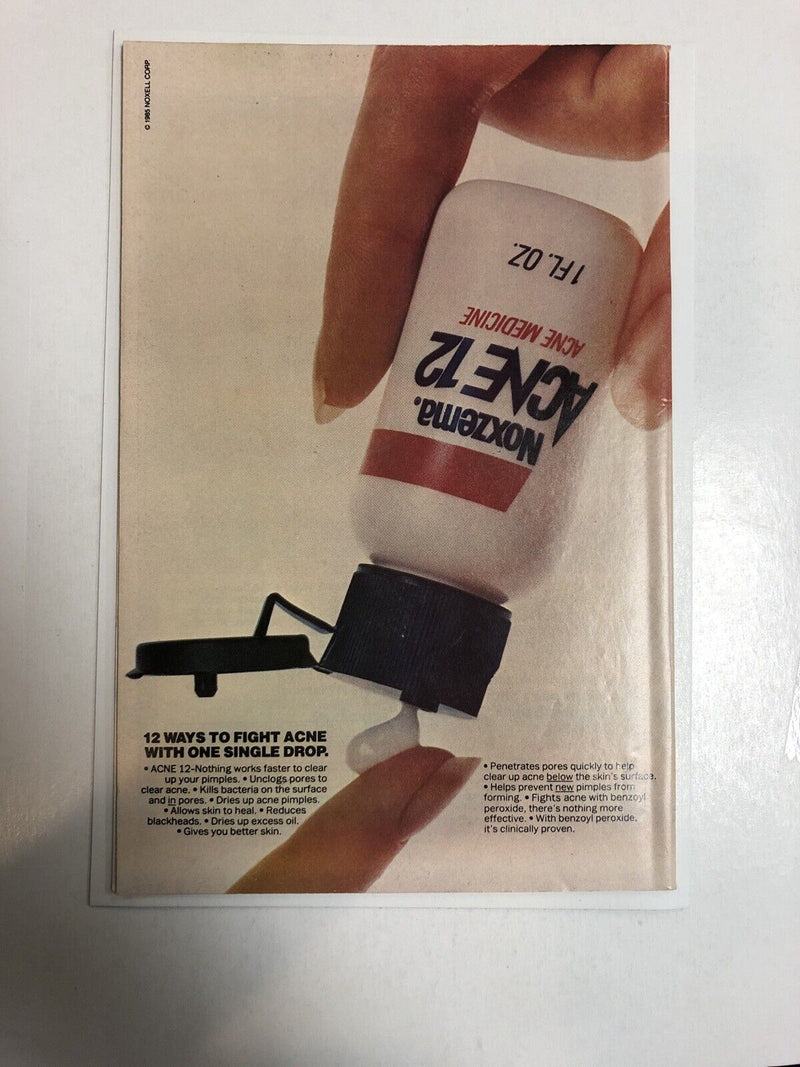 © 1985 NOXELL CORP.
1 FL. OZ.
ACNE MEDICINE
ACNE 12
Noxzema.
12 WAYS TO FIGHT ACNE
WITH ONE SINGLE DROP.
• ACNE 12–Nothing works faster to clear
up your pimples. • Unclogs pores to
clear acne. • Kills bacteria on the surface
and in pores. • Dries up acne pimples.
• Allows skin to heal. • Reduces
blackheads. • Dries up excess oil.
• Gives you better skin.
• Penetrates pores quickly to help
clear up acne below the skin's surface.
• Helps prevent new pimples from
forming. • Fights acne with benzoyl
peroxide, there's nothing more
effective. • With benzoyl peroxide,
it's clinically proven.